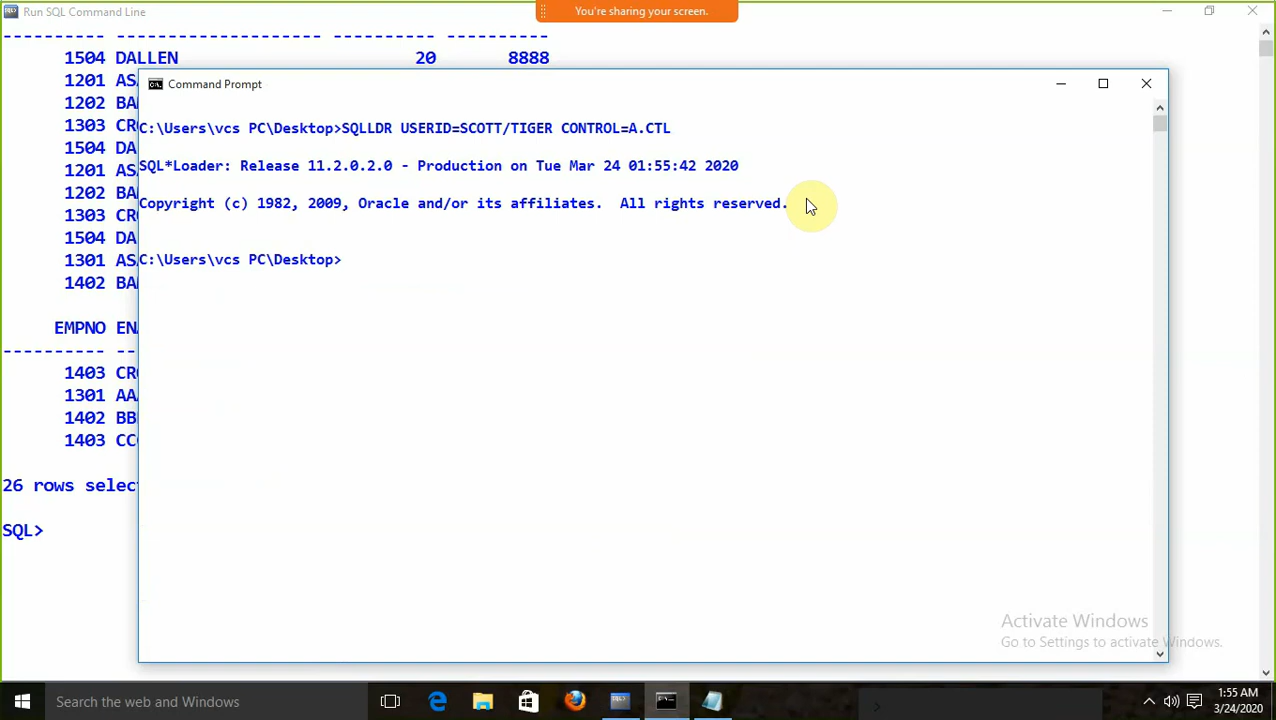 Run SQL Command Line
You're sharing your screen.
---------- -------------------- ---------- ----------
1504 DALLEN 20 8888
1201 AS
1202 BA
1303 CR
1504 DA
1201 AS
1202 BA
1303 CR
1504 DA
1301 AS
1402 BA
EMPNO EN
---------- --
1403 CR
1301 AA
1402 BB
1403 CC
26 rows selec
SQL>
Command Prompt
C:\Users\vcs PC\Desktop>SQLLDR USERID=SCOTT/TIGER CONTROL=A.CTL
SQL*Loader: Release 11.2.0.2.0 - Production on Tue Mar 24 01:55:42 2020
Copyright (c) 1982, 2009, Oracle and/or its affiliates.  All rights reserved.
C:\Users\vcs PC\Desktop>
Activate Windows
Go to Settings to activate Windows.
Search the web and Windows
1:55 AM
3/24/2020